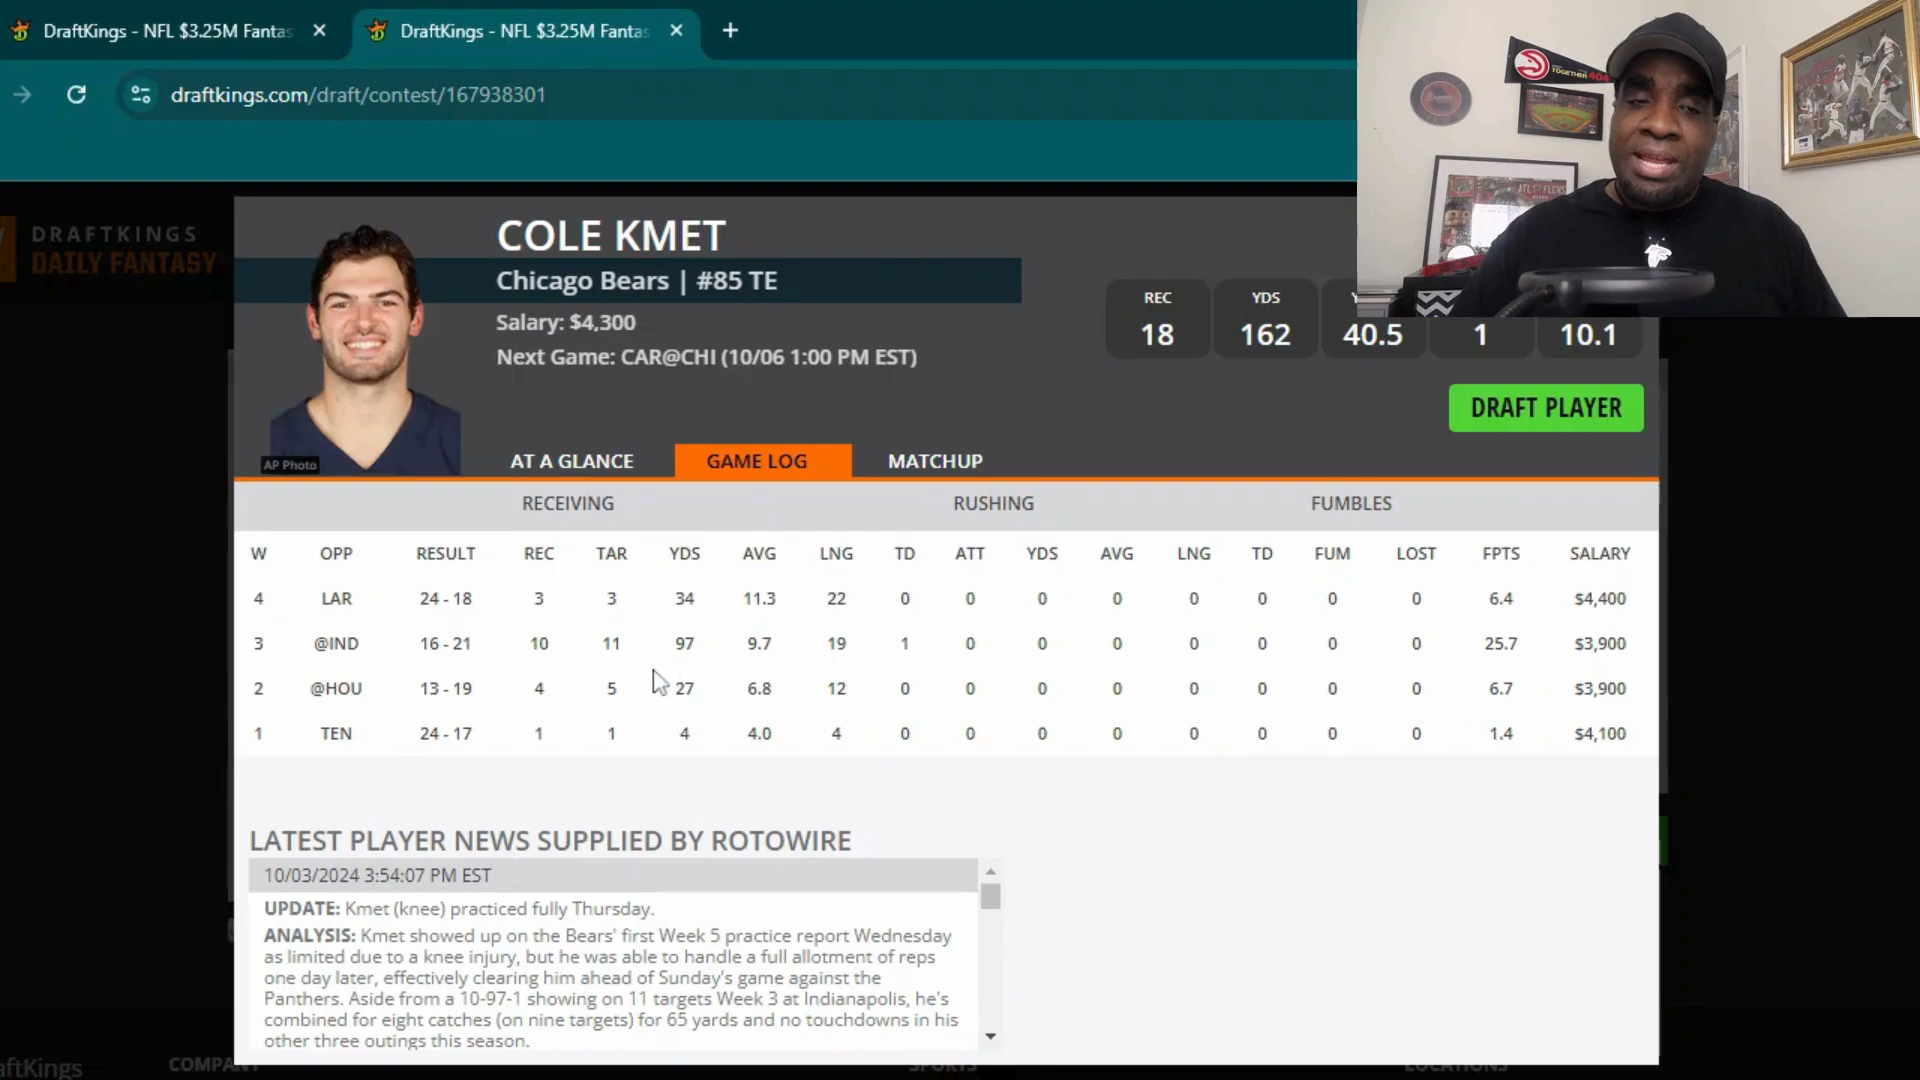 DraftKings - NFL $3.25M Fantas
DraftKings - NFL $3.25M Fantas
draftkings.com/draft/contest/167938301
TOGETHER 404
DRAFTKINGS
DAILY FANTASY
COLE KMET
Chicago Bears | #85 TE
Salary: $4,300
Next Game: CAR@CHI (10/06 1:00 PM EST)
REC YDS
18 162 40.5 1 10.1
DRAFT PLAYER
AP Photo
AT A GLANCE GAME LOG MATCHUP
RECEIVING RUSHING FUMBLES
W OPP RESULT REC TAR YDS AVG LNG TD ATT YDS AVG LNG TD FUM LOST FPTS SALARY
4 LAR 24 - 18 3 3 34 11.3 22 0 0 0 0 0 0 0 0 6.4 $4,400
3 @IND 16 - 21 10 11 97 9.7 19 1 0 0 0 0 0 0 0 25.7 $3,900
2 @HOU 13 - 19 4 5 27 6.8 12 0 0 0 0 0 0 0 0 6.7 $3,900
1 TEN 24 - 17 1 1 4 4.0 4 0 0 0 0 0 0 0 0 1.4 $4,100
LATEST PLAYER NEWS SUPPLIED BY ROTOWIRE
10/03/2024 3:54:07 PM EST
UPDATE: Kmet (knee) practiced fully Thursday.
ANALYSIS: Kmet showed up on the Bears' first Week 5 practice report Wednesday
as limited due to a knee injury, but he was able to handle a full allotment of reps
one day later, effectively clearing him ahead of Sunday's game against the
Panthers. Aside from a 10-97-1 showing on 11 targets Week 3 at Indianapolis, he's
combined for eight catches (on nine targets) for 65 yards and no touchdowns in his
other three outings this season.
aftKings COMPANY SPORTS LOCATIONS